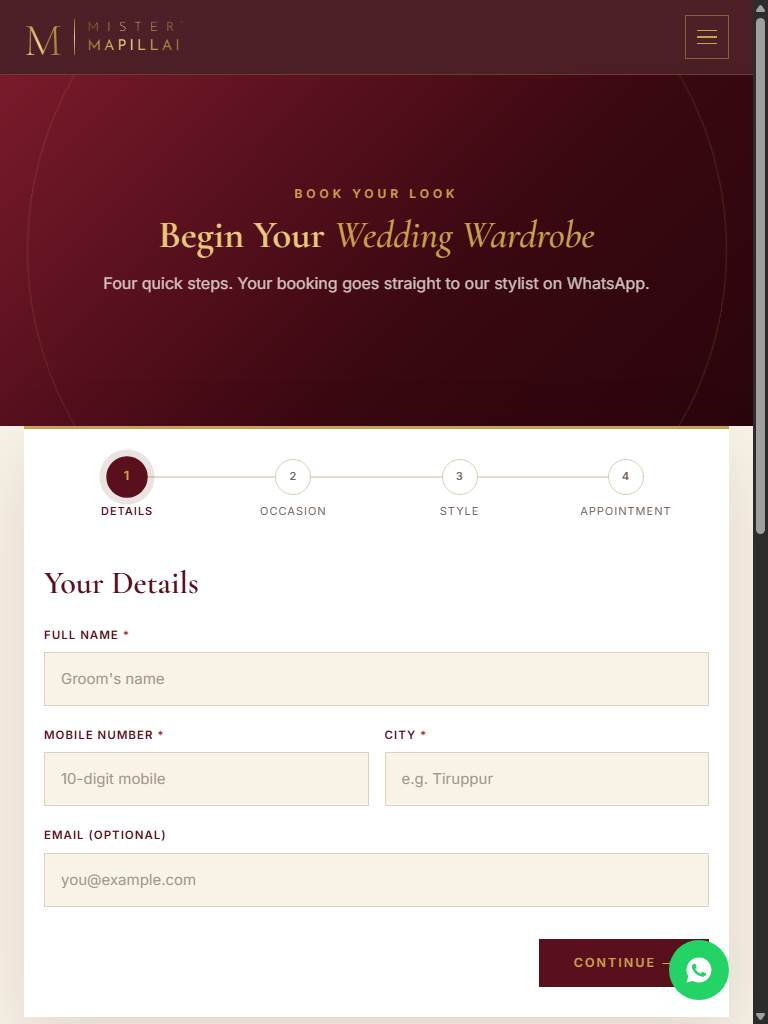 M
MISTER
MAPILLAI
BOOK YOUR LOOK
Begin Your Wedding Wardrobe
Four quick steps. Your booking goes straight to our stylist on WhatsApp.
1
2
3
4
DETAILS
OCCASION
STYLE
APPOINTMENT
Your Details
FULL NAME *
Groom's name
MOBILE NUMBER *
CITY *
10-digit mobile
e.g. Tiruppur
EMAIL (OPTIONAL)
you@example.com
CONTINUE